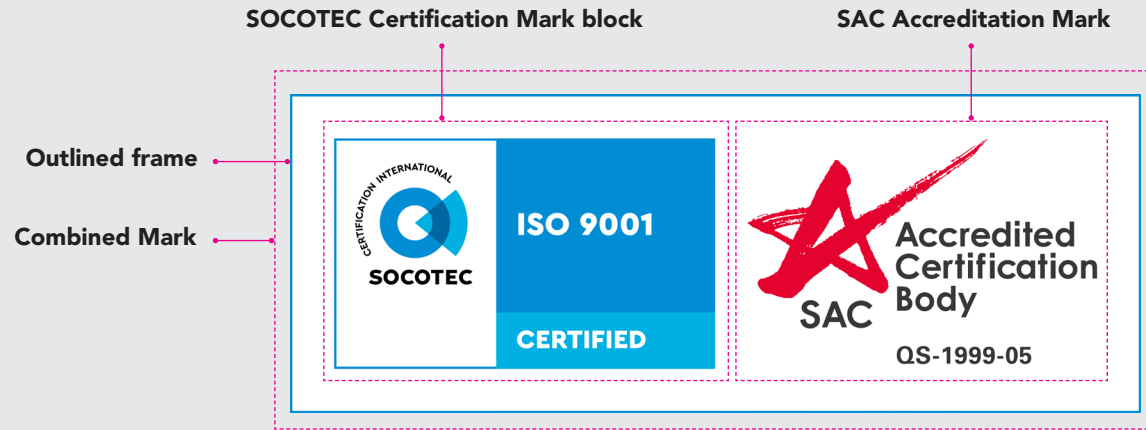 SOCOTEC Certification Mark block
SAC Accreditation Mark
Outlined frame
Combined Mark
CERTIFICATION INTERNATIONAL
SOCOTEC
ISO 9001
CERTIFIED
SAC
Accredited
Certification
Body
QS-1999-05